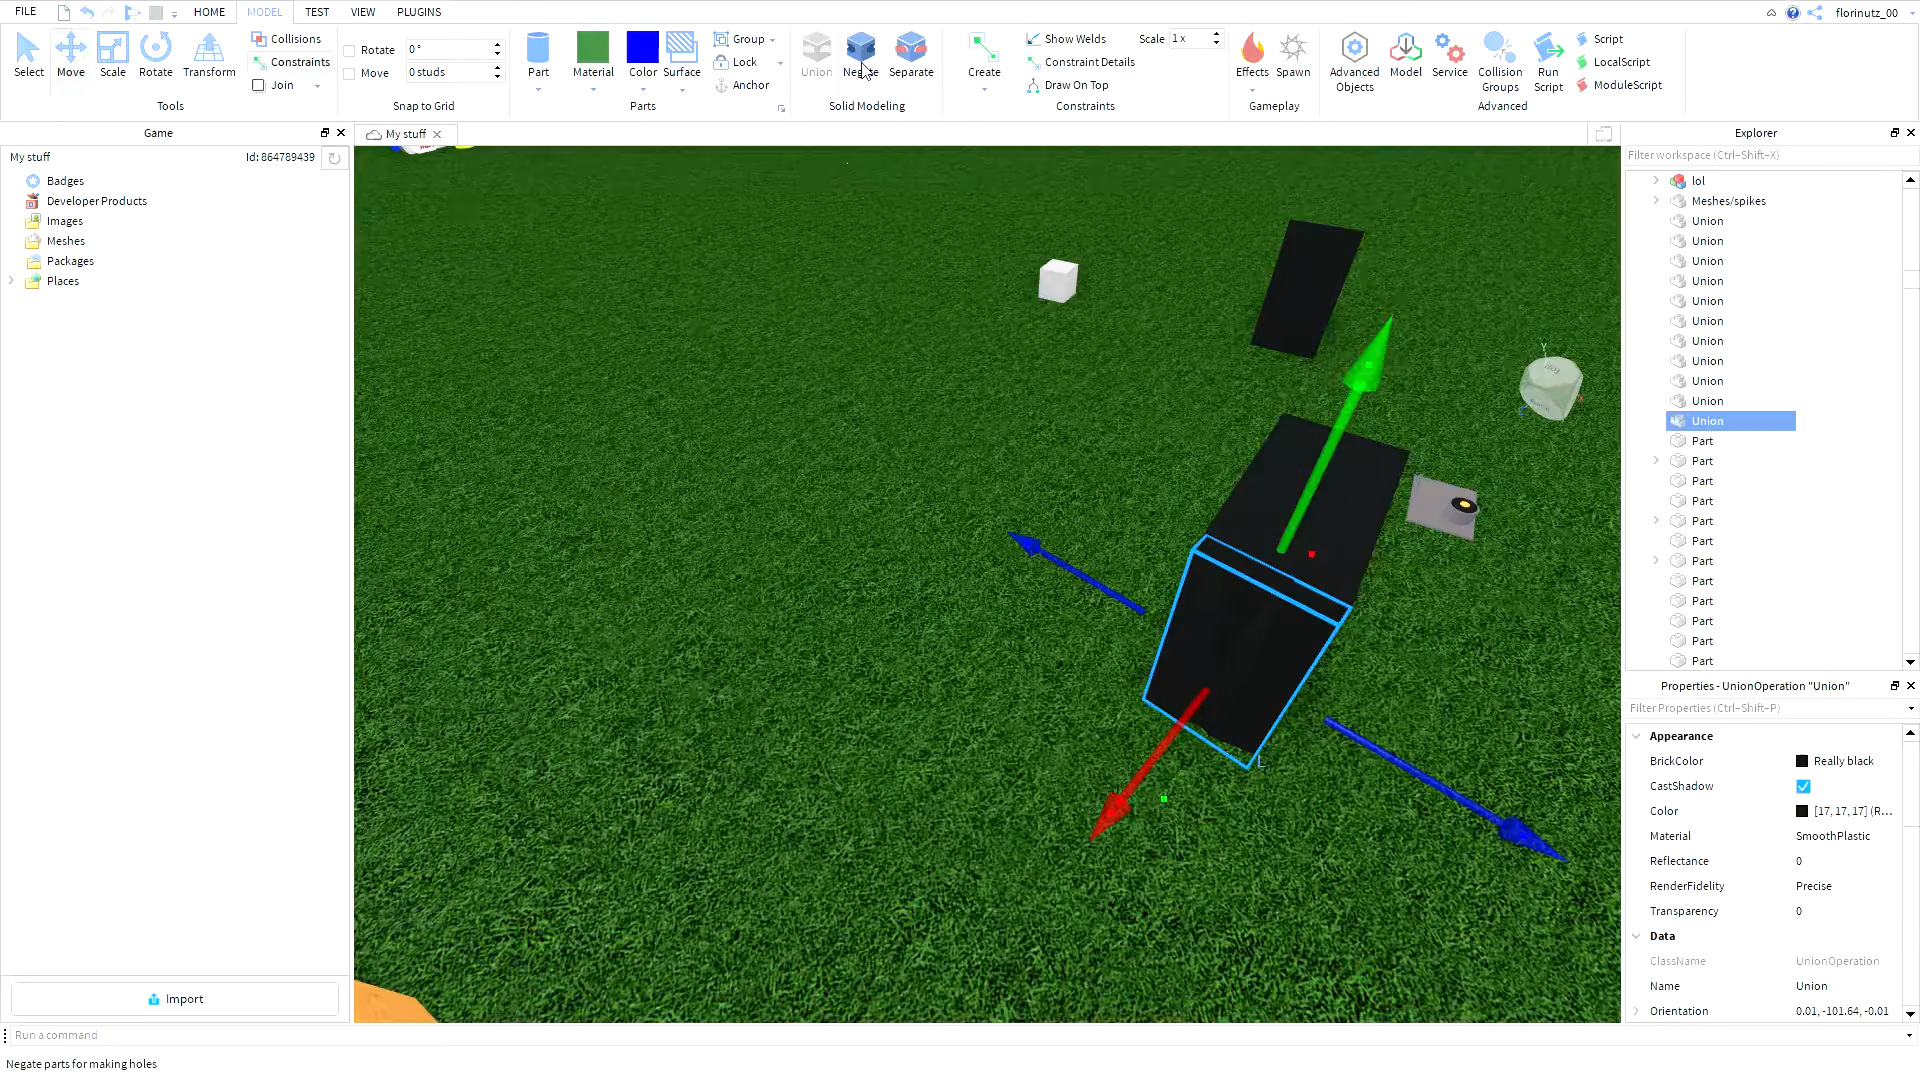 FILE HOME MODEL TEST VIEW PLUGINS florinutz_00
Select Move Scale Rotate Transform
Collisions
Constraints
Join
Tools
Rotate 0°
Move 0 studs
Snap to Grid
Part Material Color Surface
Group
Lock
Anchor
Parts
Union Negate Separate
Solid Modeling
Create
Show Welds
Constraint Details
Draw On Top
Scale 1 x
Constraints
Effects Spawn
Gameplay
Advanced Objects Model Service Collision Groups Run Script
Script
LocalScript
ModuleScript
Advanced
Game
My stuff Id: 864789439
Badges
Developer Products
Images
Meshes
Packages
Places
Import
My stuff
Explorer
Filter workspace (Ctrl-Shift-X)
lol
Meshes/spikes
Union
Union
Union
Union
Union
Union
Union
Union
Union
Union
Union
Part
Part
Part
Part
Part
Part
Part
Part
Part
Part
Part
Part
Properties - UnionOperation "Union"
Filter Properties (Ctrl-Shift-P)
Appearance
BrickColor Really black
CastShadow
Color [17, 17, 17] (R...
Material SmoothPlastic
Reflectance 0
RenderFidelity Precise
Transparency 0
Data
ClassName UnionOperation
Name Union
Orientation 0.01, -101.64, -0.01
Y
L
Run a command
Negate parts for making holes